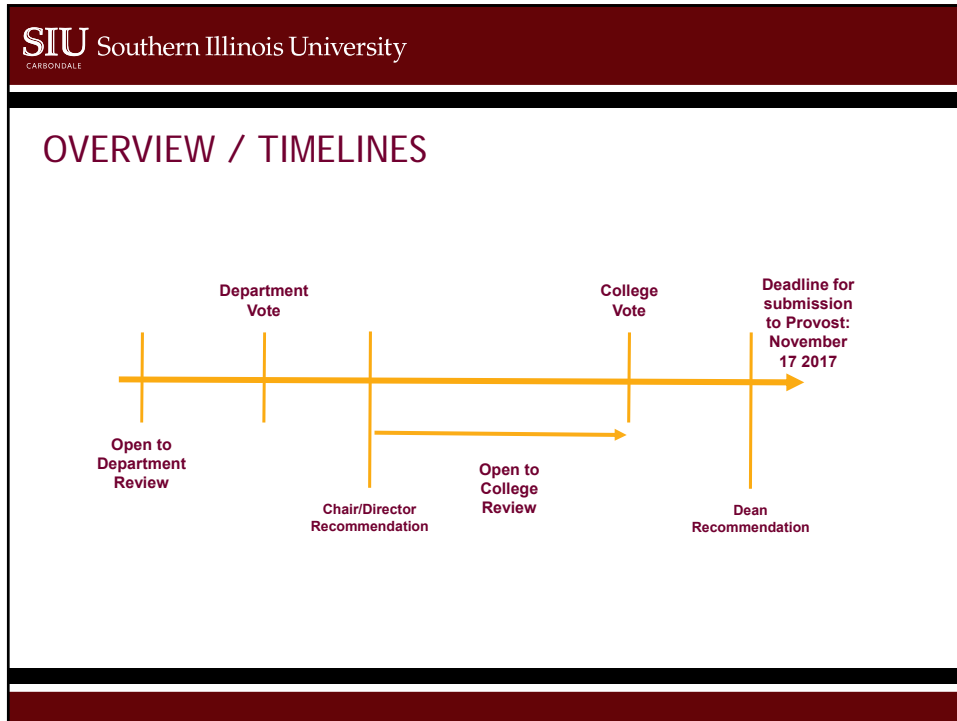 SIU Southern Illinois University
CARBONDALE
OVERVIEW / TIMELINES
Department
Vote
College
Vote
Deadline for
submission
to Provost:
November
17 2017
Open to
Department
Review
Chair/Director
Recommendation
Open to
College
Review
Dean
Recommendation